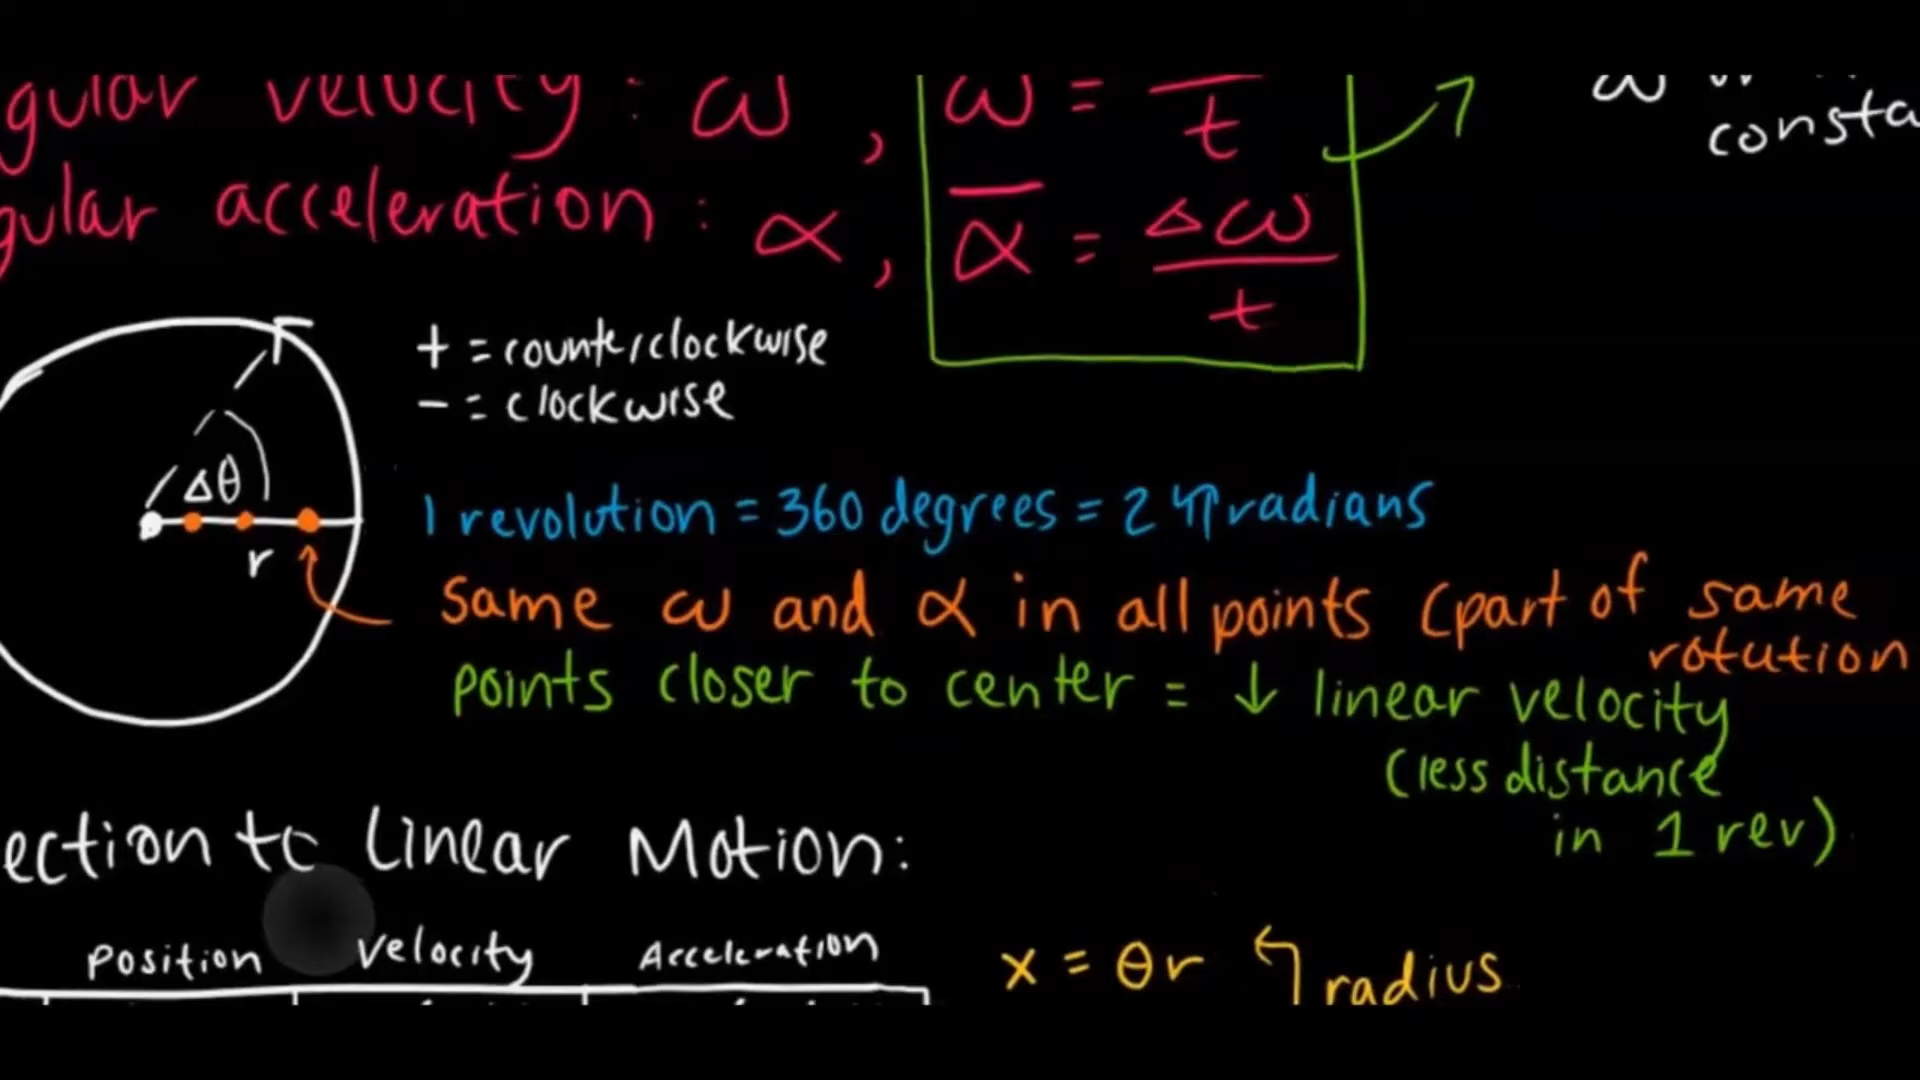 gular velocity : ω , ω = / t
gular acceleration : α , α = Δω / t
ω
consta
+ = counterclockwise
- = clockwise
Δθ
r
1 revolution = 360 degrees = 2π radians
same ω and α in all points (part of same
rotation
points closer to center = ↓ linear velocity
(less distance
in 1 rev)
ection to Linear Motion:
Position Velocity Acceleration
x = θr radius